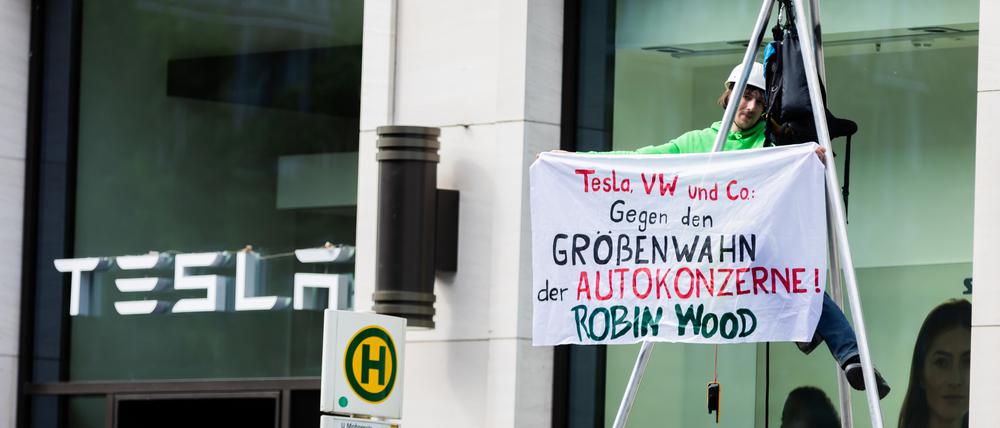 TESLA
H
Tesla, VW und Co.:
Gegen den
GRÖßENWAHN
der AUTOKONZERNE!
ROBIN WOOD